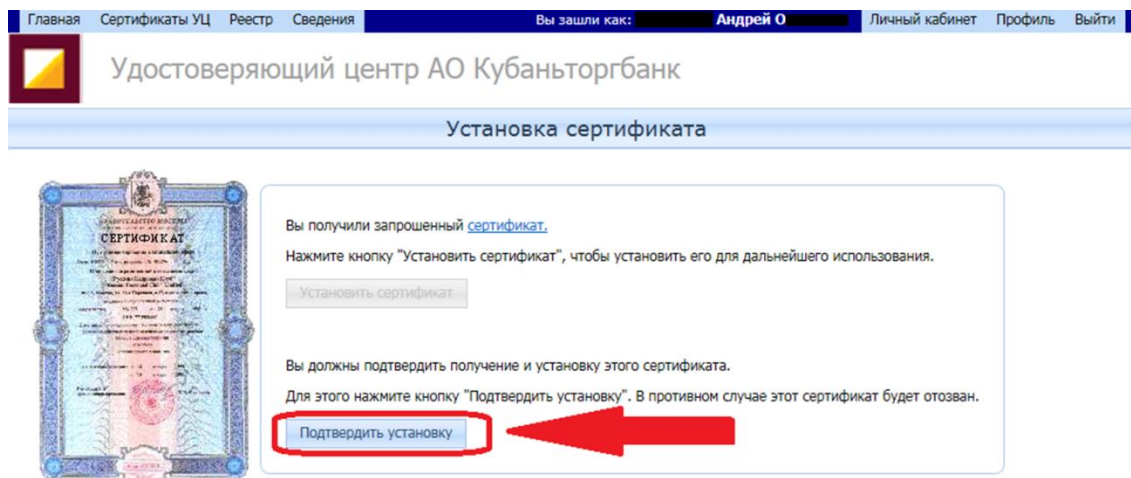 Главная Сертификаты УЦ Реестр Сведения Вы зашли как: Андрей О Личный кабинет Профиль Выйти
Удостоверяющий центр АО Кубаньторгбанк
Установка сертификата
СЕРТИФИКАТ
Вы получили запрошенный сертификат.
Нажмите кнопку "Установить сертификат", чтобы установить его для дальнейшего использования.
Установить сертификат
Вы должны подтвердить получение и установку этого сертификата.
Для этого нажмите кнопку "Подтвердить установку". В противном случае этот сертификат будет отозван.
Подтвердить установку